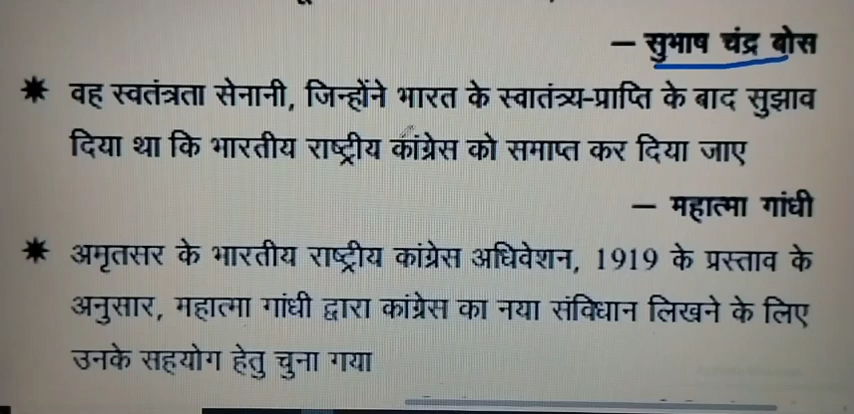 — सुभाष चंद्र बोस
✷ वह स्वतंत्रता सेनानी, जिन्होंने भारत के स्वातंत्र्य-प्राप्ति के बाद सुझाव
दिया था कि भारतीय राष्ट्रीय कांग्रेस को समाप्त कर दिया जाए
— महात्मा गांधी
✷ अमृतसर के भारतीय राष्ट्रीय कांग्रेस अधिवेशन, 1919 के प्रस्ताव के
अनुसार, महात्मा गांधी द्वारा कांग्रेस का नया संविधान लिखने के लिए
उनके सहयोग हेतु चुना गया